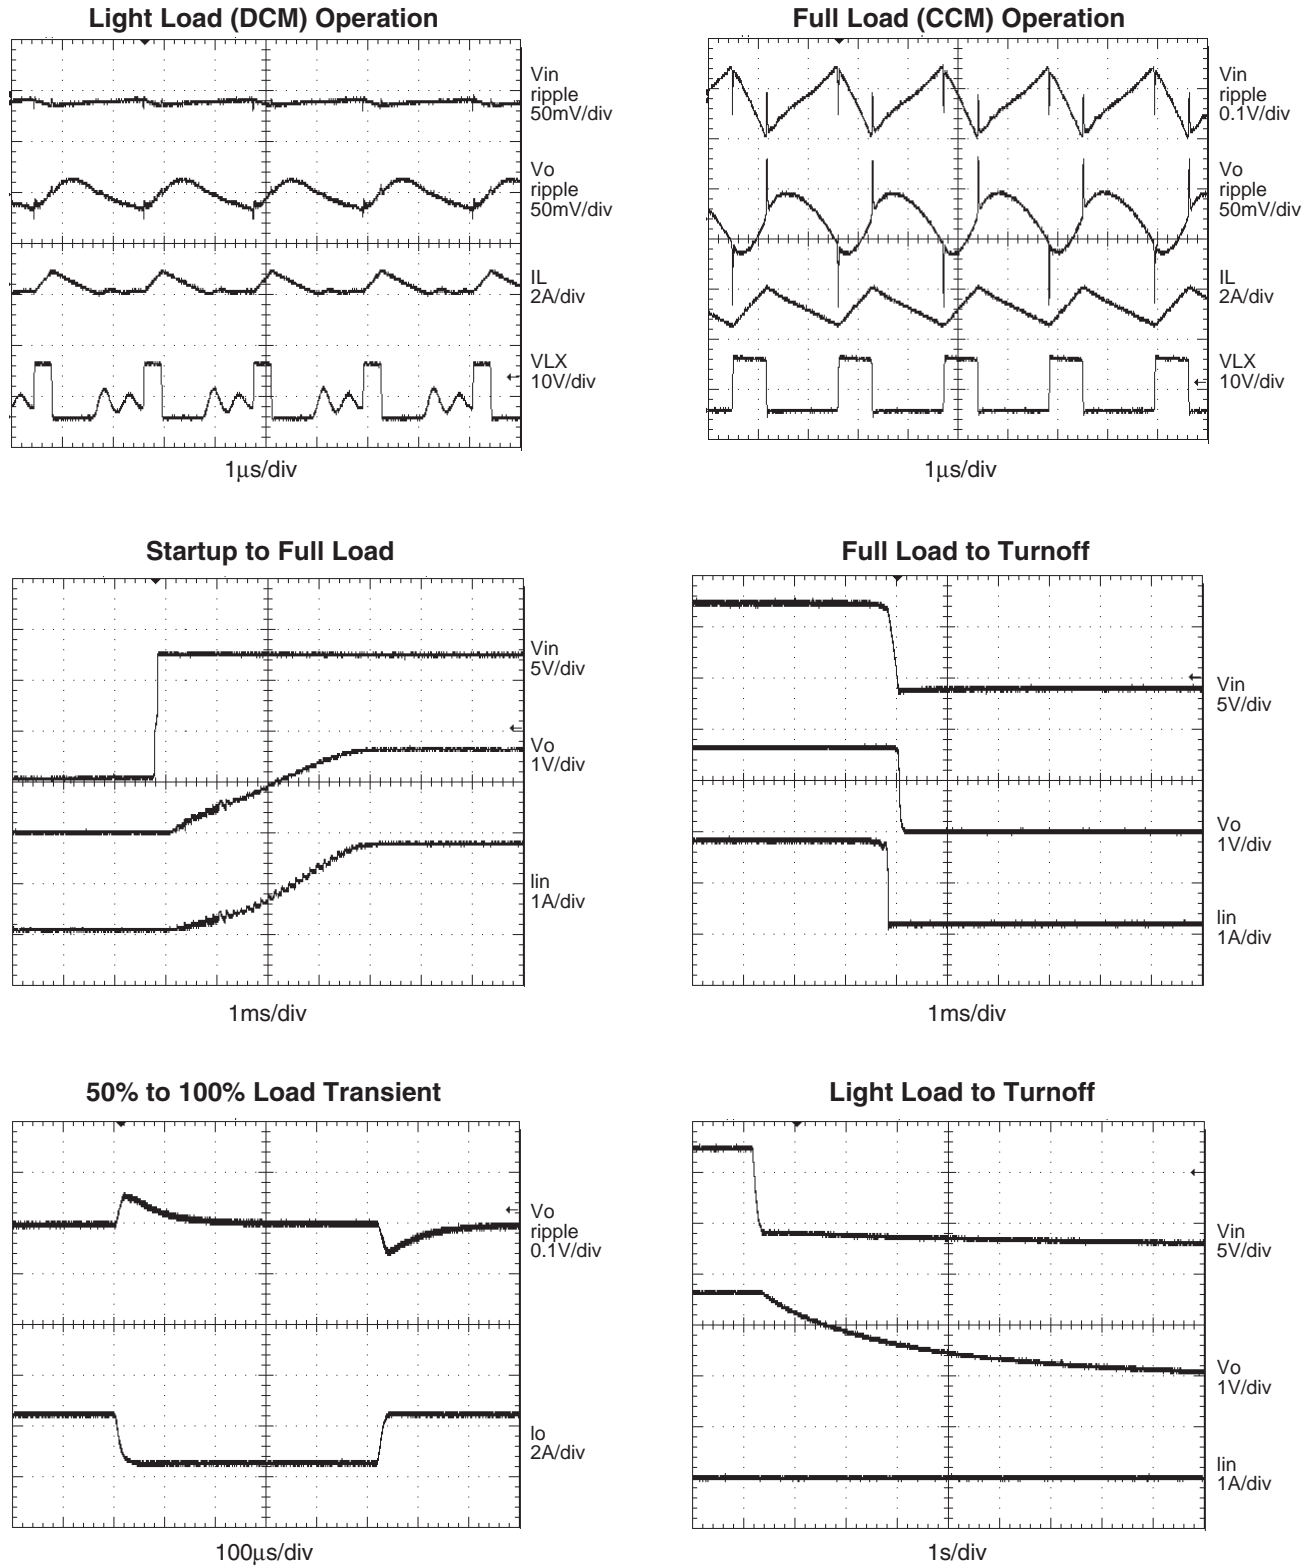 Light Load (DCM) Operation
Vin
ripple
50mV/div
Vo
ripple
50mV/div
IL
2A/div
VLX
10V/div
1μs/div
Full Load (CCM) Operation
Vin
ripple
0.1V/div
Vo
ripple
50mV/div
IL
2A/div
VLX
10V/div
1μs/div
Startup to Full Load
Vin
5V/div
Vo
1V/div
Iin
1A/div
1ms/div
Full Load to Turnoff
Vin
5V/div
Vo
1V/div
Iin
1A/div
1ms/div
50% to 100% Load Transient
Vo
ripple
0.1V/div
Io
2A/div
100μs/div
Light Load to Turnoff
Vin
5V/div
Vo
1V/div
Iin
1A/div
1s/div